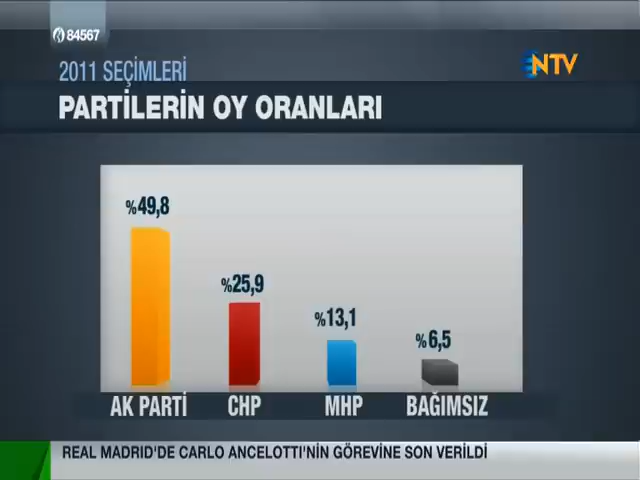 84567
2011 SEÇİMLERİ
NTV
PARTİLERİN OY ORANLARI
%49,8
%25,9
%13,1
%6,5
AK PARTİ
CHP
MHP
BAĞIMSIZ
REAL MADRID'DE CARLO ANCELOTTI'NİN GÖREVİNE SON VERİLDİ